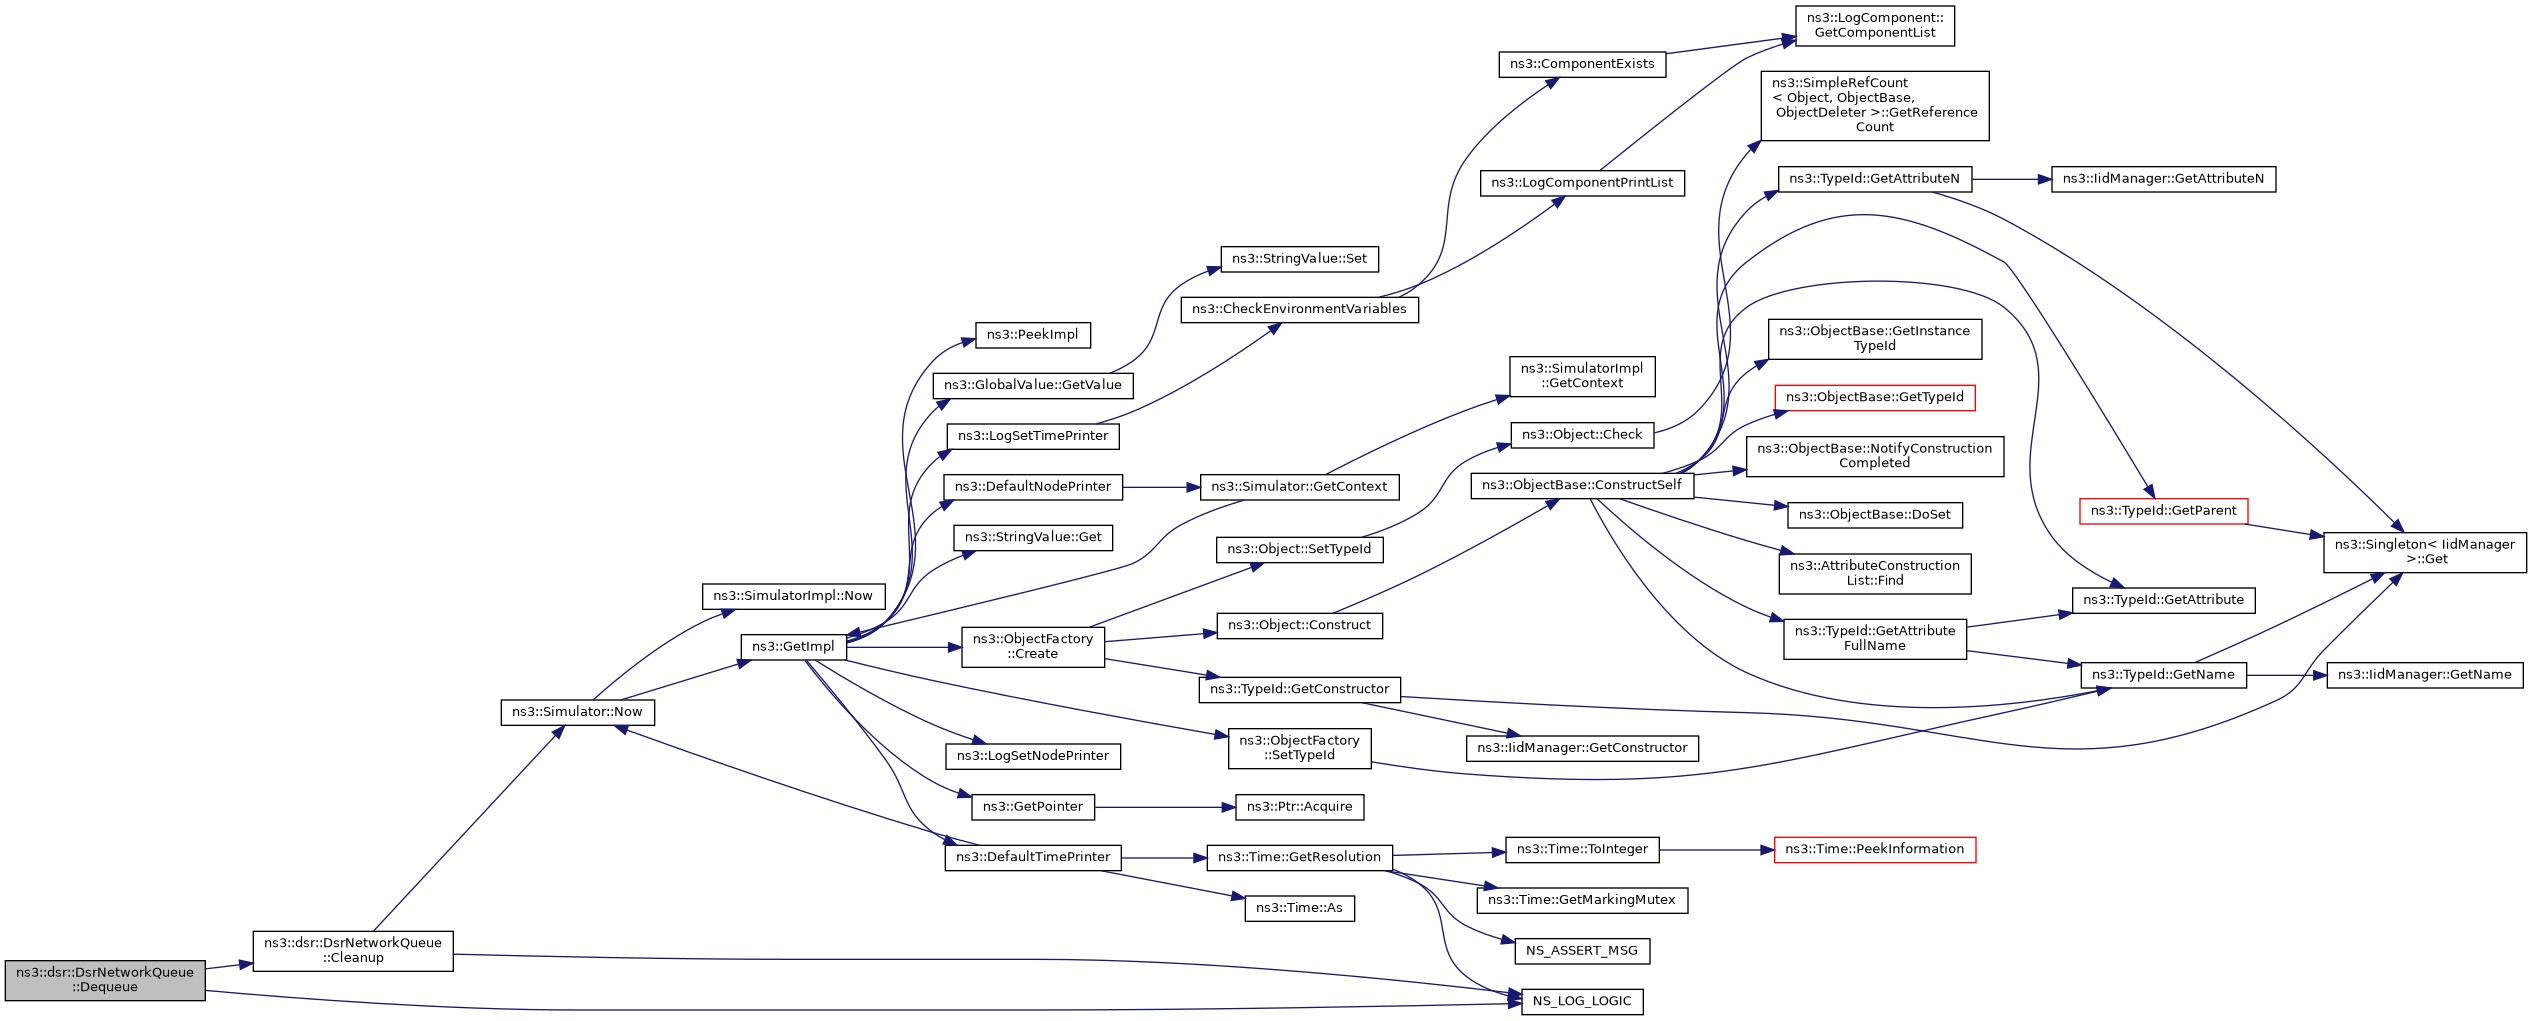 ns3::dsr::DsrNetworkQueue
::Dequeue
ns3::dsr::DsrNetworkQueue
::Cleanup
ns3::Simulator::Now
ns3::SimulatorImpl::Now
ns3::GetImpl
ns3::PeekImpl
ns3::GlobalValue::GetValue
ns3::LogSetTimePrinter
ns3::DefaultNodePrinter
ns3::StringValue::Get
ns3::ObjectFactory
::Create
ns3::LogSetNodePrinter
ns3::GetPointer
ns3::DefaultTimePrinter
ns3::StringValue::Set
ns3::CheckEnvironmentVariables
ns3::Simulator::GetContext
ns3::Object::SetTypeId
ns3::Object::Construct
ns3::TypeId::GetConstructor
ns3::ObjectFactory
::SetTypeId
ns3::Ptr::Acquire
ns3::Time::GetResolution
ns3::Time::As
ns3::ComponentExists
ns3::LogComponentPrintList
ns3::SimulatorImpl
::GetContext
ns3::Object::Check
ns3::ObjectBase::ConstructSelf
ns3::IidManager::GetConstructor
ns3::Time::ToInteger
ns3::Time::GetMarkingMutex
NS_ASSERT_MSG
NS_LOG_LOGIC
ns3::LogComponent::
GetComponentList
ns3::SimpleRefCount
< Object, ObjectBase,
ObjectDeleter >::GetReference
Count
ns3::TypeId::GetAttributeN
ns3::ObjectBase::GetInstance
TypeId
ns3::ObjectBase::GetTypeId
ns3::ObjectBase::NotifyConstruction
Completed
ns3::ObjectBase::DoSet
ns3::AttributeConstruction
List::Find
ns3::TypeId::GetAttribute
FullName
ns3::Time::PeekInformation
ns3::IidManager::GetAttributeN
ns3::TypeId::GetParent
ns3::TypeId::GetAttribute
ns3::TypeId::GetName
ns3::Singleton< IidManager
>::Get
ns3::IidManager::GetName